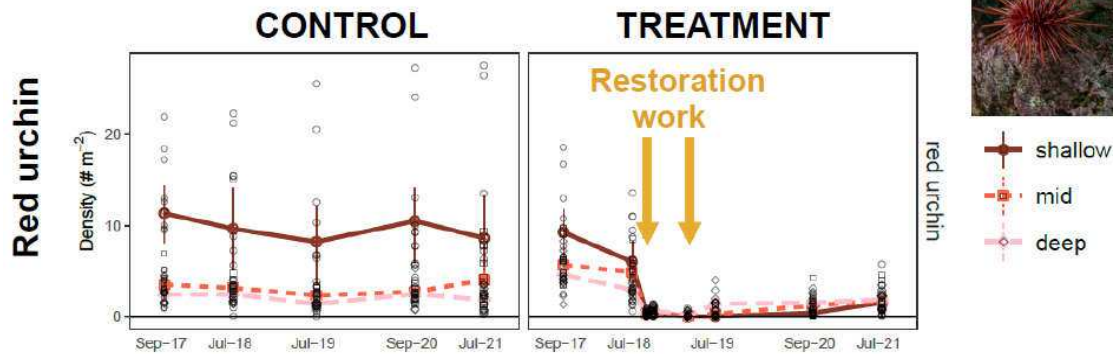 CONTROL
TREATMENT
Red urchin
Density (# m⁻²)
20
10
0
Restoration
work
red urchin
shallow
mid
deep
Sep−17
Jul−18
Jul−19
Sep−20
Jul−21
Sep−17
Jul−18
Jul−19
Sep−20
Jul−21